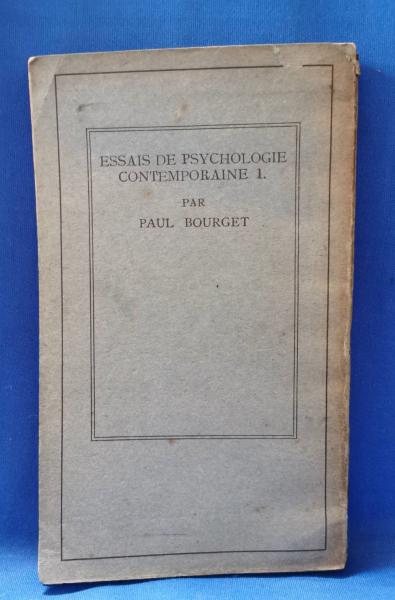 ESSAIS DE PSYCHOLOGIE
CONTEMPORAINE 1.
PAR
PAUL BOURGET